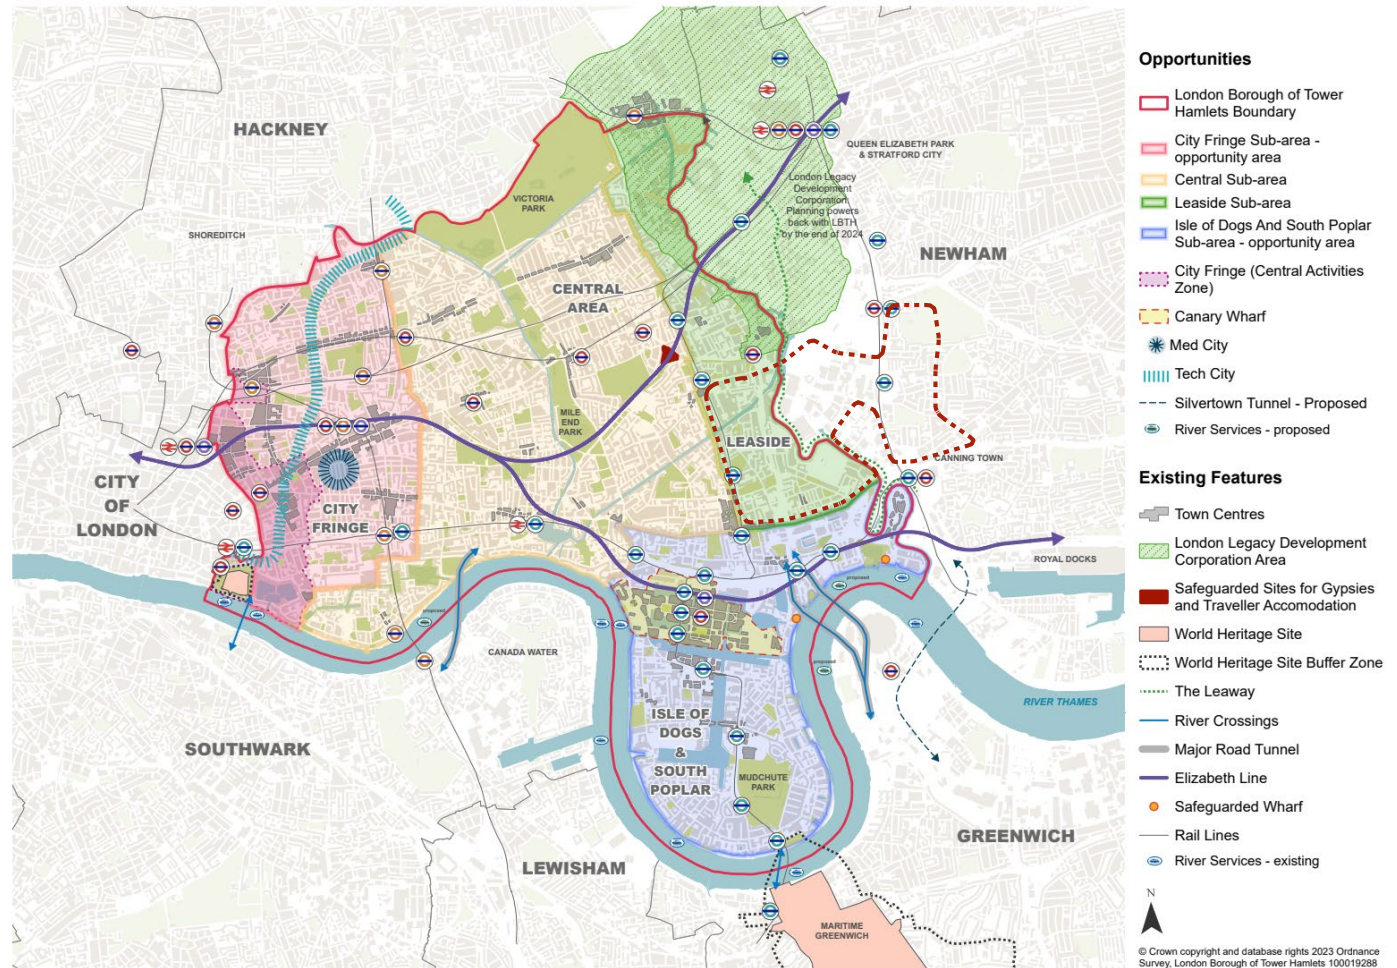 HACKNEY
SHOREDITCH
VICTORIA
PARK
QUEEN ELIZABETH PARK
& STRATFORD CITY
London Legacy
Development
Corporation
Planning powers
back with LBTH
by the end of 2024
NEWHAM
CENTRAL
AREA
MILE
END
PARK
LEASIDE
CANNING TOWN
CITY
OF
LONDON
CITY
FRINGE
ROYAL DOCKS
proposed
proposed
proposed
CANADA WATER
RIVER THAMES
ISLE OF
DOGS
&
SOUTH
POPLAR
MUDCHUTE
PARK
SOUTHWARK
LEWISHAM
GREENWICH
MARITIME
GREENWICH
Opportunities
London Borough of Tower
Hamlets Boundary
City Fringe Sub-area -
opportunity area
Central Sub-area
Leaside Sub-area
Isle of Dogs And South Poplar
Sub-area - opportunity area
City Fringe (Central Activities
Zone)
Canary Wharf
Med City
Tech City
Silvertown Tunnel - Proposed
River Services - proposed
Existing Features
Town Centres
London Legacy Development
Corporation Area
Safeguarded Sites for Gypsies
and Traveller Accomodation
World Heritage Site
World Heritage Site Buffer Zone
The Leaway
River Crossings
Major Road Tunnel
Elizabeth Line
Safeguarded Wharf
Rail Lines
River Services - existing
N
© Crown copyright and database rights 2023 Ordnance
Survey, London Borough of Tower Hamlets 100019288